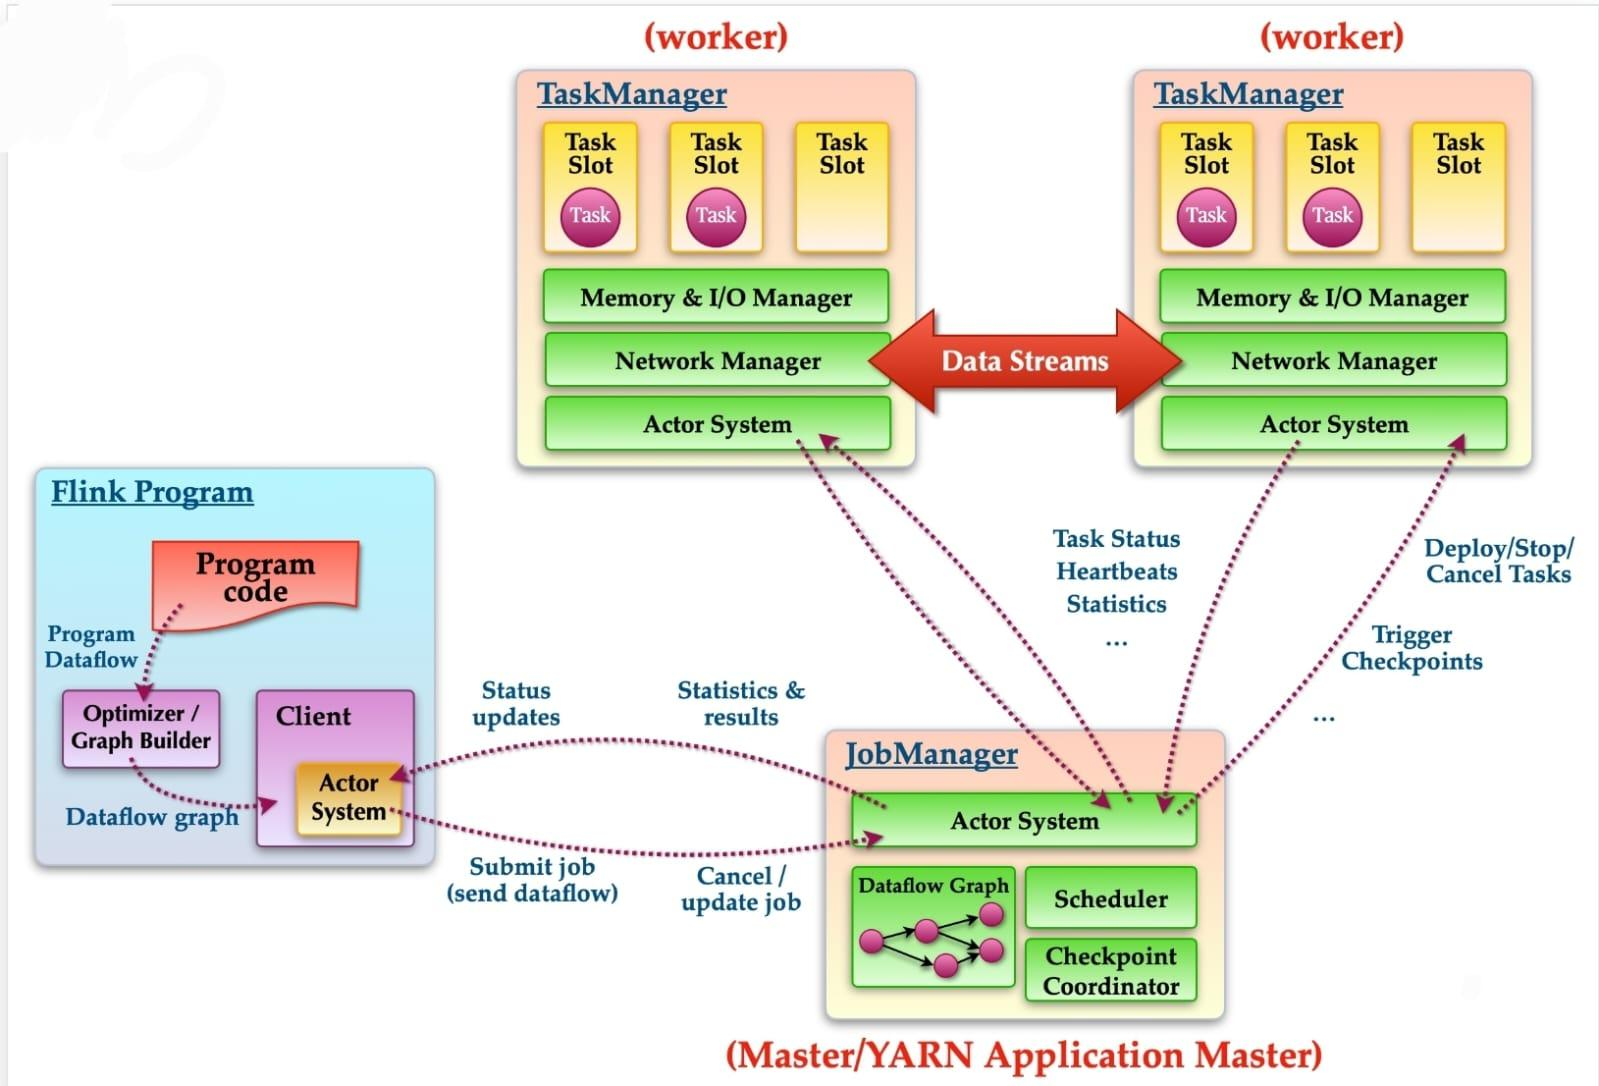 (worker)
TaskManager
Task
Slot
Task
Task
Slot
Task
Task
Slot
Memory & I/O Manager
Network Manager
Actor System
(worker)
TaskManager
Task
Slot
Task
Task
Slot
Task
Task
Slot
Memory & I/O Manager
Network Manager
Actor System
Data Streams
Flink Program
Program
code
Program
Dataflow
Optimizer /
Graph Builder
Dataflow graph
Client
Actor
System
Status
updates
Statistics &
results
Submit job
(send dataflow)
Cancel /
update job
Task Status
Heartbeats
Statistics
...
Deploy/Stop/
Cancel Tasks
Trigger
Checkpoints
...
JobManager
Actor System
Dataflow Graph
Scheduler
Checkpoint
Coordinator
(Master/YARN Application Master)